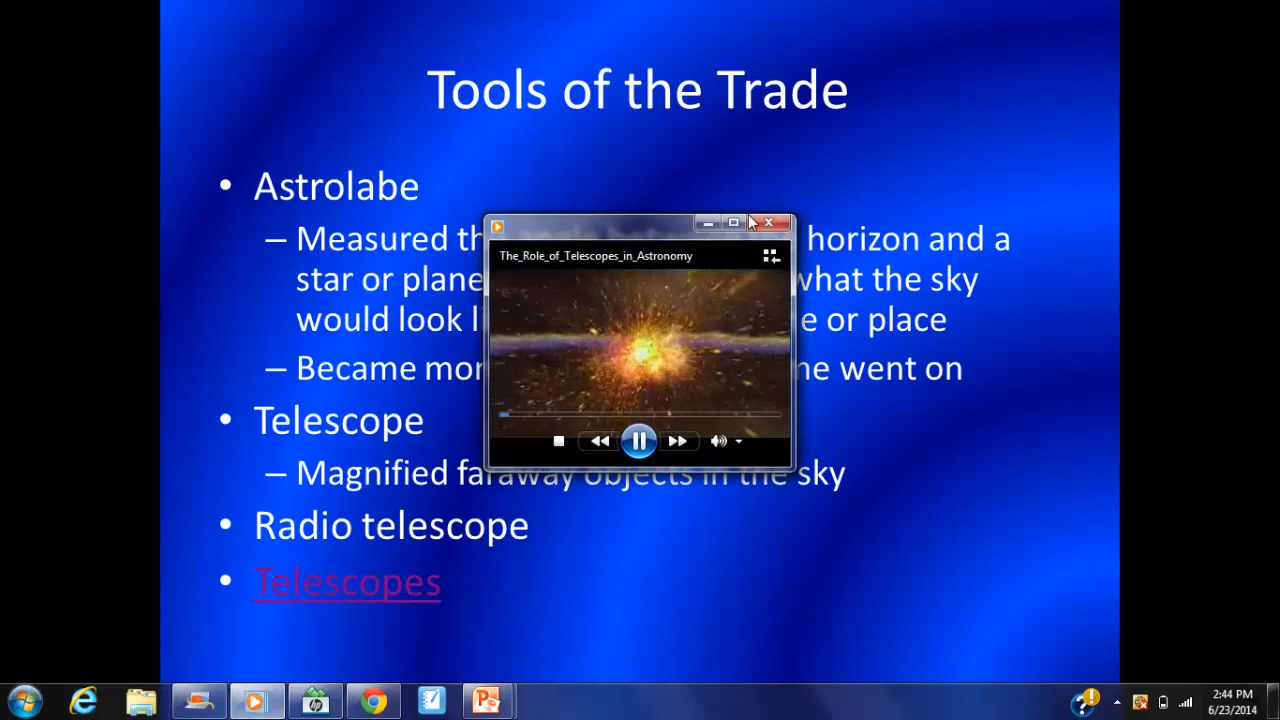 Tools of the Trade
• Astrolabe
– Measured th horizon and a
star or plane what the sky
would look l e or place
– Became mor me went on
• Telescope
The_Role_of_Telescopes_in_Astronomy
– Magnified faraway objects in the sky
• Radio telescope
• Telescopes
2:44 PM
6/23/2014